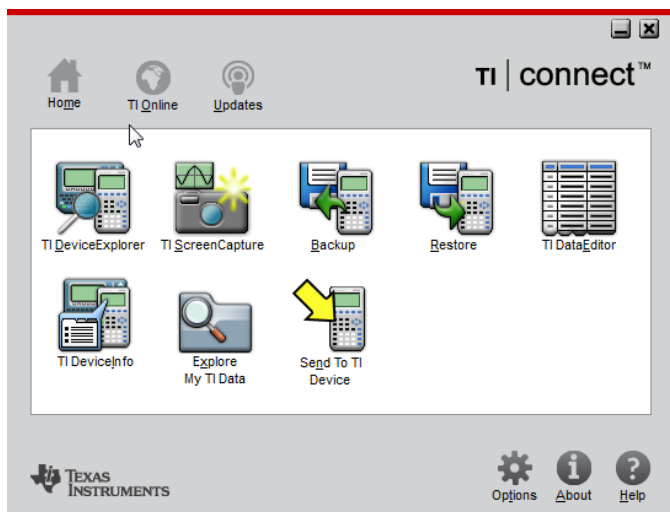 TI | connect™
Home
TI Online
Updates
TI DeviceExplorer
TI ScreenCapture
Backup
Restore
TI DataEditor
TI DeviceInfo
Explore
My TI Data
Send To TI
Device
TEXAS
INSTRUMENTS
Options
About
Help